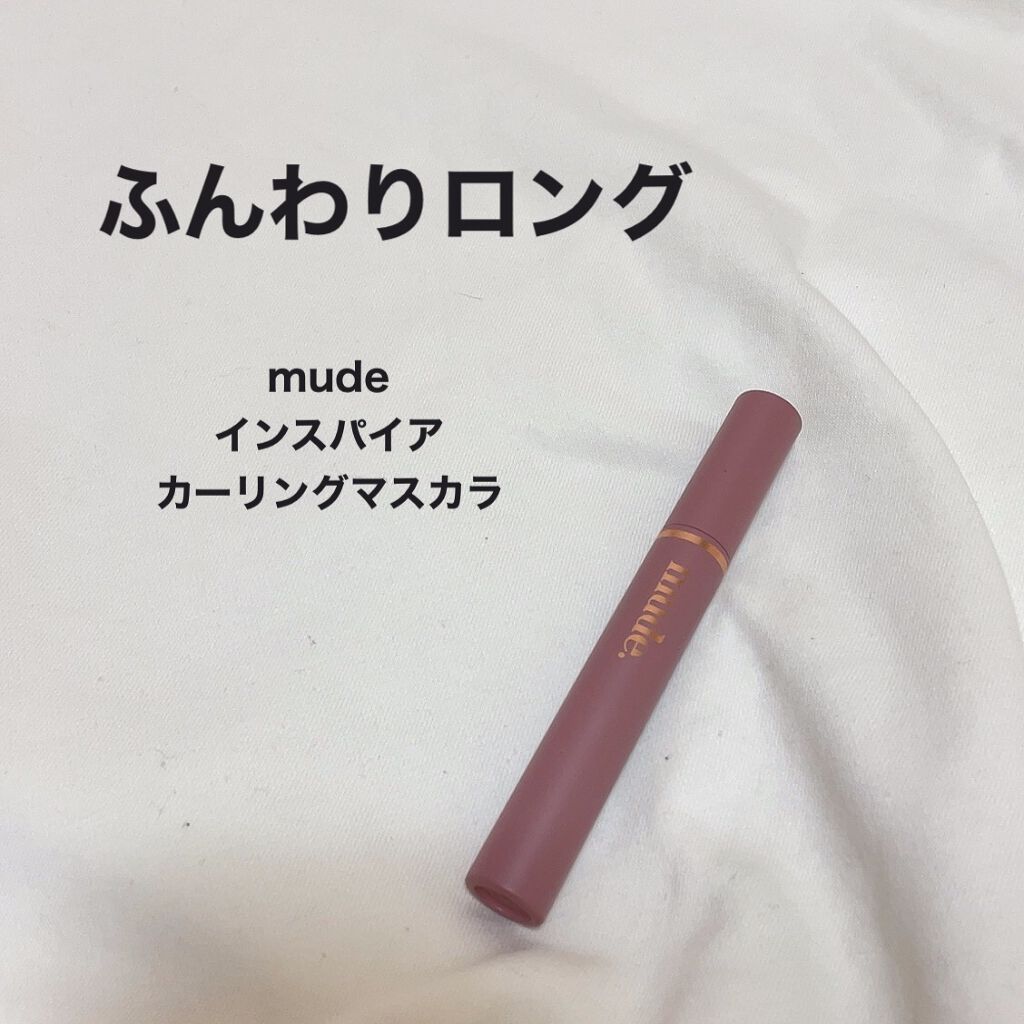 ふんわりロング
mude
インスパイア
カーリングマスカラ
mude.